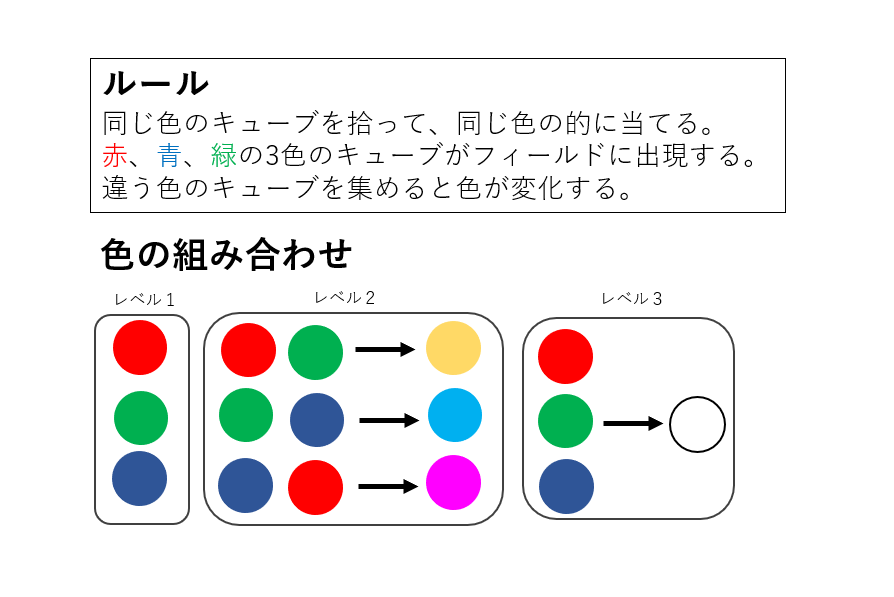 ルール
同じ色のキューブを拾って、同じ色の的に当てる。
赤、青、緑の3色のキューブがフィールドに出現する。
違う色のキューブを集めると色が変化する。
色の組み合わせ
レベル１
レベル２
レベル３